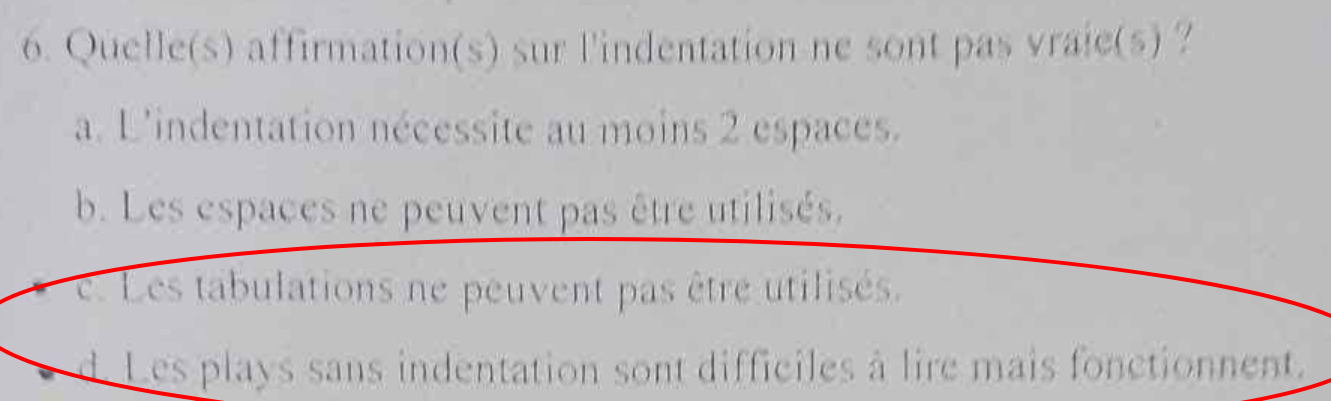 6. Quelle(s) affirmation(s) sur l'indentation ne sont pas vraie(s) ?
a. L'indentation nécessite au moins 2 espaces.
b. Les espaces ne peuvent pas être utilisés.
c. Les tabulations ne peuvent pas être utilisés.
d. Les plays sans indentation sont difficiles à lire mais fonctionnent.